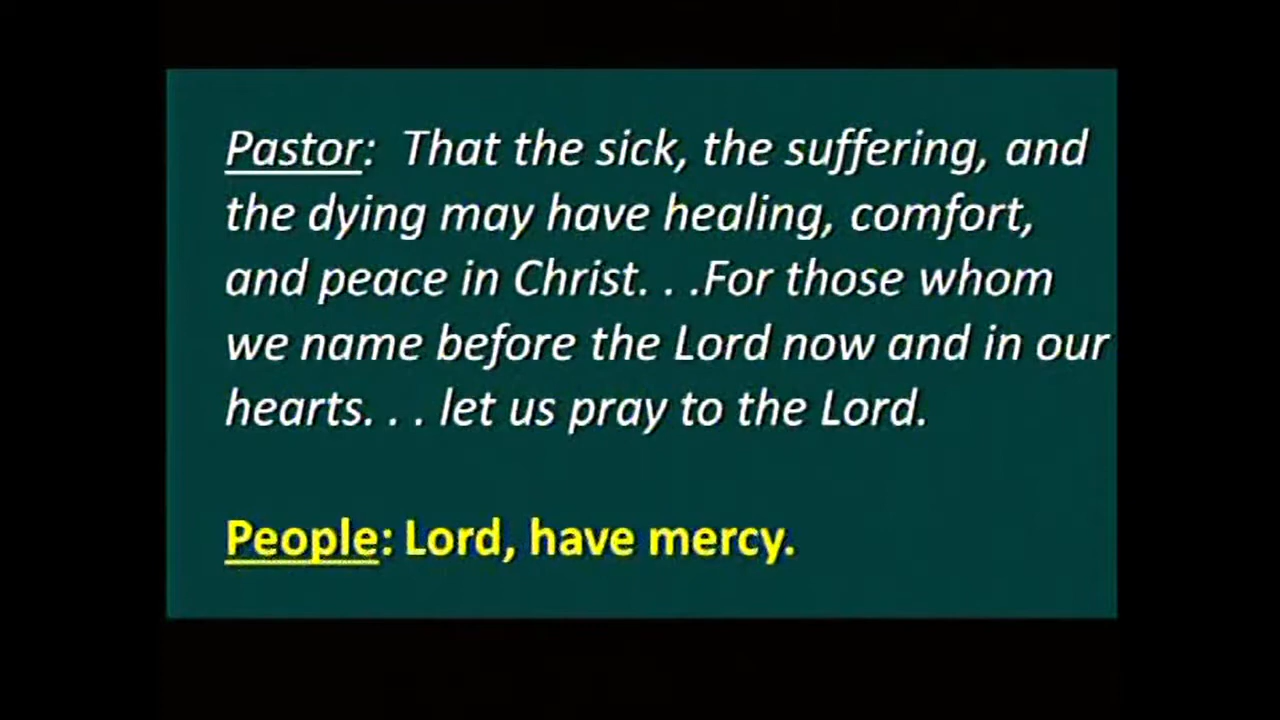 Pastor:  That the sick, the suffering, and
the dying may have healing, comfort,
and peace in Christ. . .For those whom
we name before the Lord now and in our
hearts. . . let us pray to the Lord.
People: Lord, have mercy.